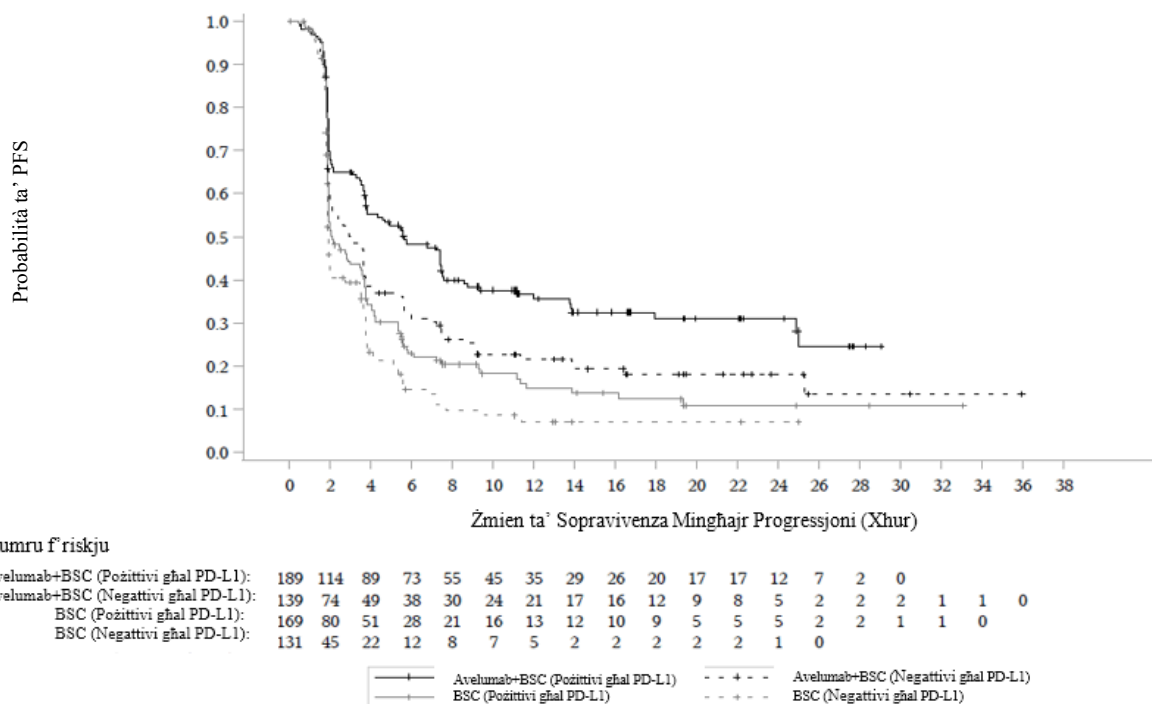 Probabilità ta’ PFS
1.0
0.9
0.8
0.7
0.6
0.5
0.4
0.3
0.2
0.1
0.0
0 2 4 6 8 10 12 14 16 18 20 22 24 26 28 30 32 34 36 38
Żmien ta’ Sopravivenza Mingħajr Progressjoni (Xhur)
umru f’riskju
velumab+BSC (Pożittivi għal PD-L1): 189 114 89 73 55 45 35 29 26 20 17 17 12 7 2 0
velumab+BSC (Negattivi għal PD-L1): 139 74 49 38 30 24 21 17 16 12 9 8 5 2 2 2 1 1 0
BSC (Pożittivi għal PD-L1): 169 80 51 28 21 16 13 12 10 9 5 5 5 2 2 1 1 0
BSC (Negattivi għal PD-L1): 131 45 22 12 8 7 5 2 2 2 2 2 1 0
Avelumab+BSC (Pożittivi għal PD-L1) Avelumab+BSC (Negattivi għal PD-L1)
BSC (Pożittivi għal PD-L1) BSC (Negattivi għal PD-L1)